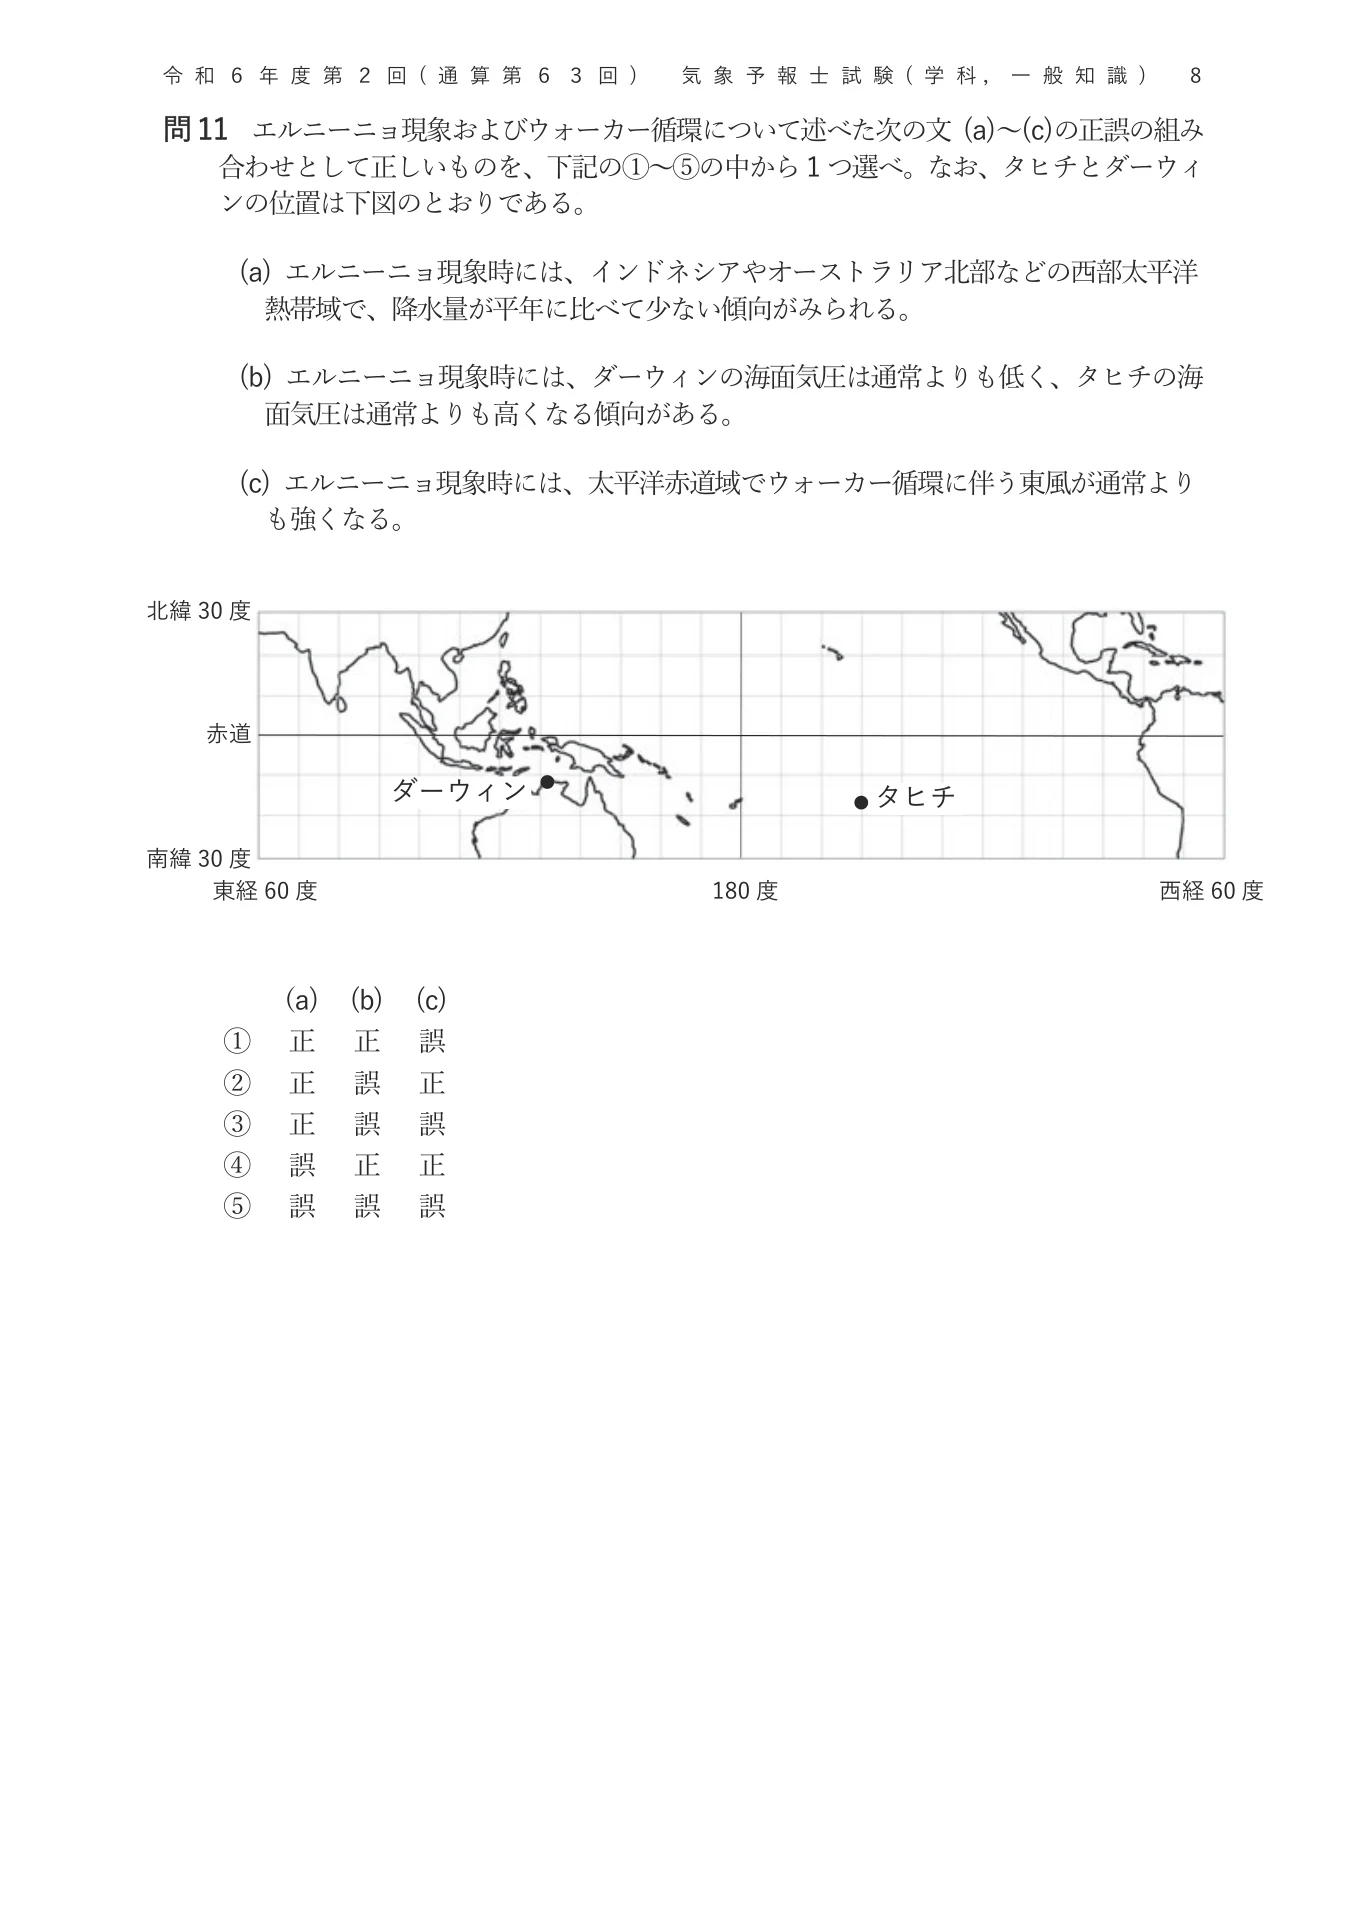 令和6年度第2回(通算第63回) 気象予報士試験(学科,一般知識) 8
問11 エルニーニョ現象およびウォーカー循環について述べた次の文 (a)〜(c)の正誤の組み
合わせとして正しいものを、下記の①〜⑤の中から1つ選べ。なお、タヒチとダーウィ
ンの位置は下図のとおりである。
(a) エルニーニョ現象時には、インドネシアやオーストラリア北部などの西部太平洋
熱帯域で、降水量が平年に比べて少ない傾向がみられる。
(b) エルニーニョ現象時には、ダーウィンの海面気圧は通常よりも低く、タヒチの海
面気圧は通常よりも高くなる傾向がある。
(c) エルニーニョ現象時には、太平洋赤道域でウォーカー循環に伴う東風が通常より
も強くなる。
北緯 30 度
赤道
ダーウィン
タヒチ
南緯 30 度
東経 60 度 180 度 西経 60 度
(a) (b) (c)
① 正 正 誤
② 正 誤 正
③ 正 誤 誤
④ 誤 正 正
⑤ 誤 誤 誤